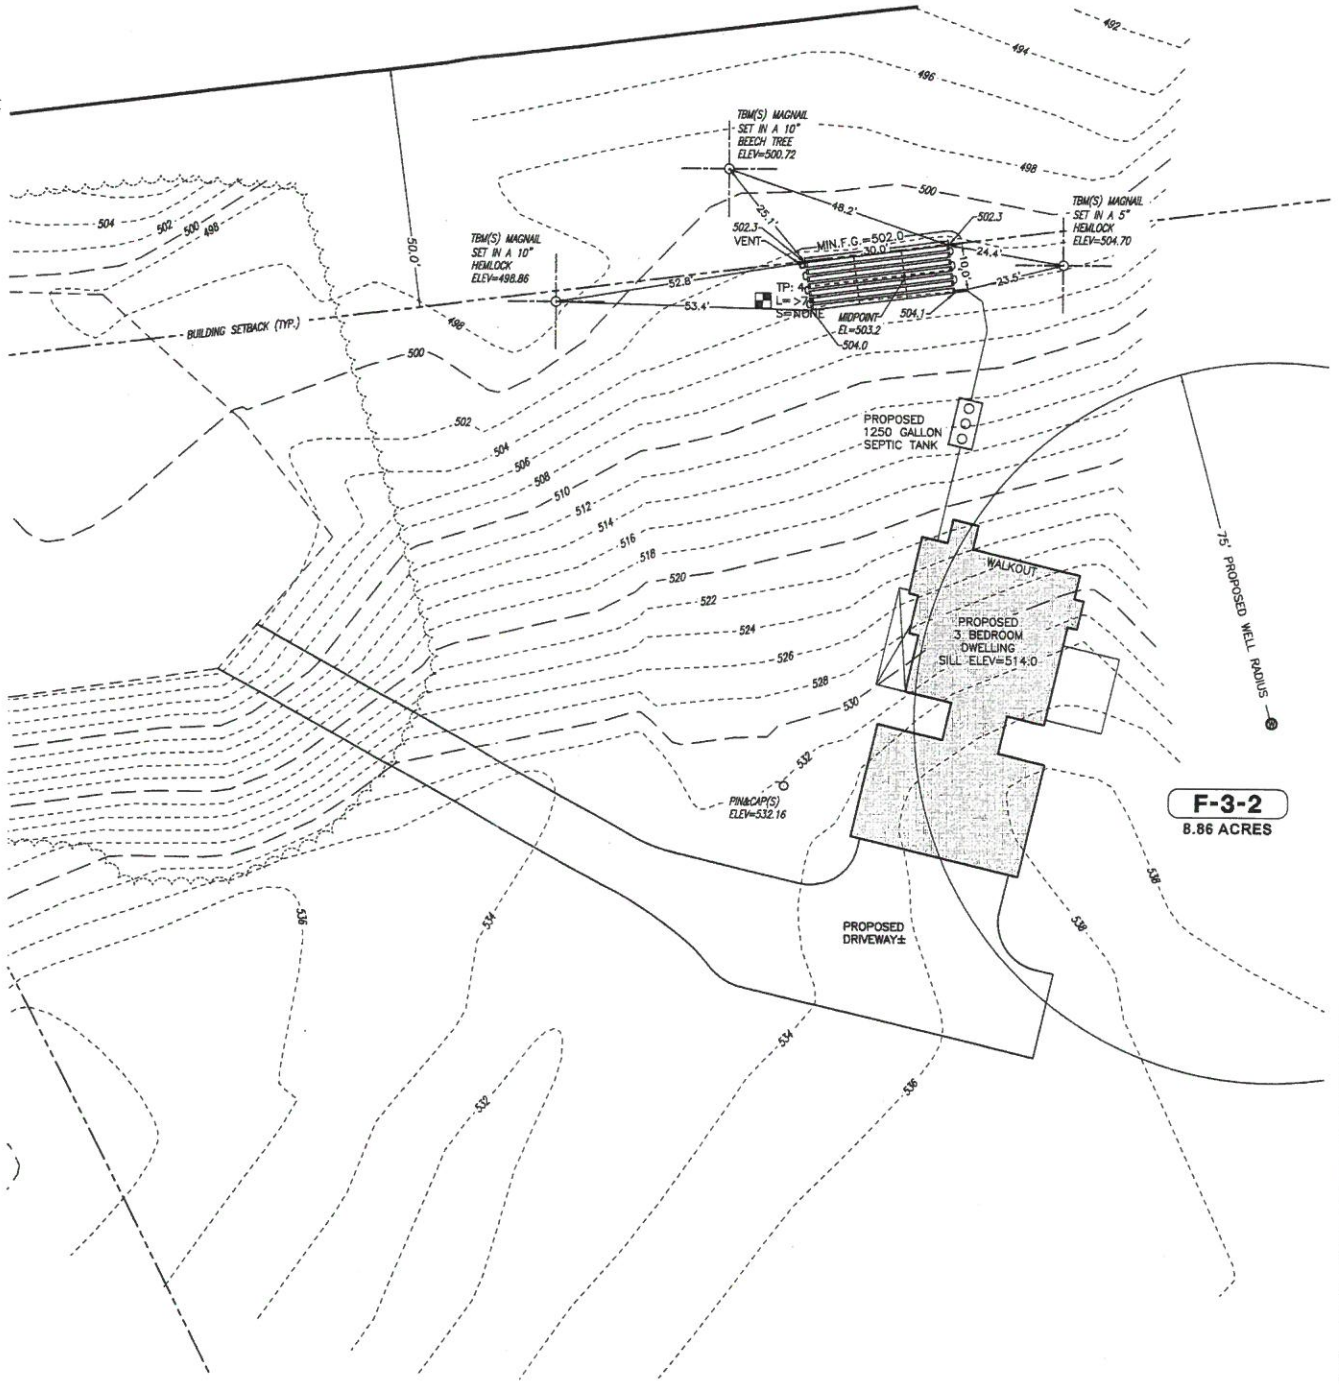 492
494
496
498
500
TBM(S) MAGNAIL
SET IN A 10"
BEECH TREE
ELEV=500.72
TBM(S) MAGNAIL
SET IN A 5"
HEMLOCK
ELEV=504.70
TBM(S) MAGNAIL
SET IN A 10"
HEMLOCK
ELEV=498.86
25.1'
48.2'
502.3
VENT
MIN.F.G.=502.0
30.0'
502.3
24.4'
10.0'
23.5'
52.8'
53.4'
TP: 4
S=NONE
MIDPOINT
EL=503.2
504.1
504.0
504
502
500
498
50.0'
BUILDING SETBACK (TYP.)
498
500
502
504
506
508
510
512
514
516
518
520
522
524
526
528
530
532
PROPOSED
1250 GALLON
SEPTIC TANK
WALKOUT
PROPOSED
3 BEDROOM
DWELLING
SILL ELEV=514.0
75' PROPOSED WELL RADIUS
PIN&CAP(S)
ELEV=532.16
F-3-2
8.86 ACRES
PROPOSED
DRIVEWAY±
536
534
532
534
536
538
538